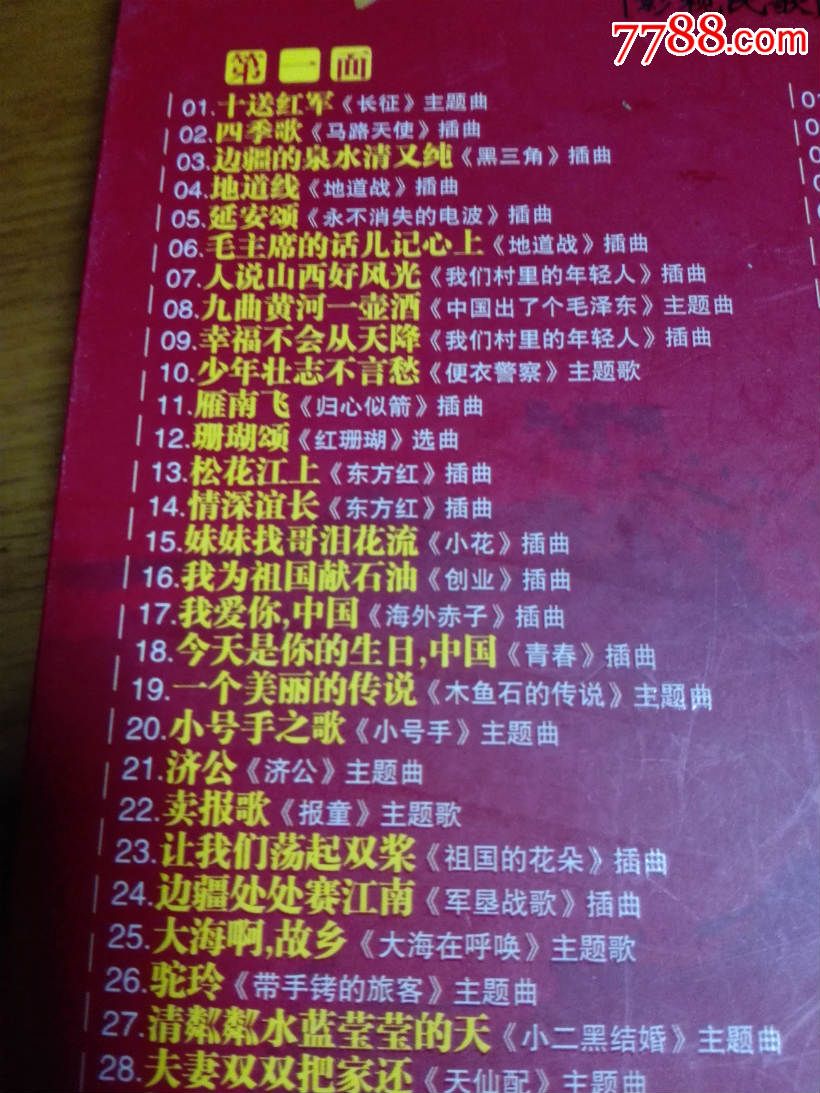 7788.com
第一面
01.十送红军《长征》主题曲
02.四季歌《马路天使》插曲
03.边疆的泉水清又纯《黑三角》插曲
04.地道线《地道战》插曲
05.延安颂《永不消失的电波》插曲
06.毛主席的话儿记心上《地道战》插曲
07.人说山西好风光《我们村里的年轻人》插曲
08.九曲黄河一壶酒《中国出了个毛泽东》主题曲
09.幸福不会从天降《我们村里的年轻人》插曲
10.少年壮志不言愁《便衣警察》主题歌
11.雁南飞《归心似箭》插曲
12.珊瑚颂《红珊瑚》选曲
13.松花江上《东方红》插曲
14.情深谊长《东方红》插曲
15.妹妹找哥泪花流《小花》插曲
16.我为祖国献石油《创业》插曲
17.我爱你,中国《海外赤子》插曲
18.今天是你的生日,中国《青春》插曲
19.一个美丽的传说《木鱼石的传说》主题曲
20.小号手之歌《小号手》主题曲
21.济公《济公》主题曲
22.卖报歌《报童》主题歌
23.让我们荡起双桨《祖国的花朵》插曲
24.边疆处处赛江南《军垦战歌》插曲
25.大海啊,故乡《大海在呼唤》主题歌
26.驼玲《带手铐的旅客》主题曲
27.清粼粼水蓝莹莹的天《小二黑结婚》主题曲
28.夫妻双双把家还《天仙配》主题曲